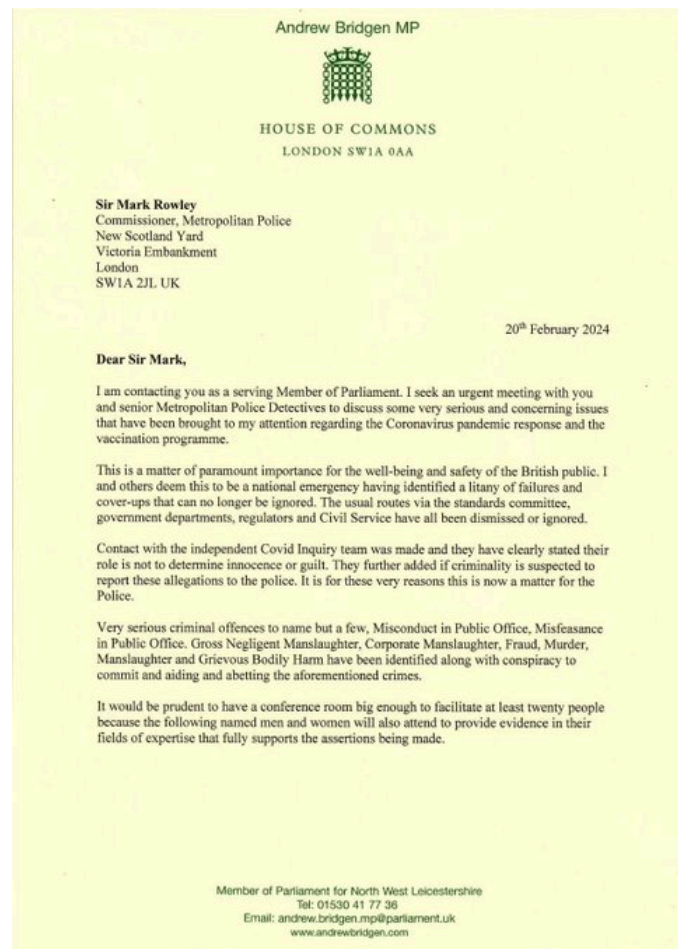 Andrew Bridgen MP
HOUSE OF COMMONS
LONDON SW1A 0AA
Sir Mark Rowley
Commissioner, Metropolitan Police
New Scotland Yard
Victoria Embankment
London
SW1A 2JL UK
20th February 2024
Dear Sir Mark,
I am contacting you as a serving Member of Parliament. I seek an urgent meeting with you
and senior Metropolitan Police Detectives to discuss some very serious and concerning issues
that have been brought to my attention regarding the Coronavirus pandemic response and the
vaccination programme.
This is a matter of paramount importance for the well-being and safety of the British public. I
and others deem this to be a national emergency having identified a litany of failures and
cover-ups that can no longer be ignored. The usual routes via the standards committee,
government departments, regulators and Civil Service have all been dismissed or ignored.
Contact with the independent Covid Inquiry team was made and they have clearly stated their
role is not to determine innocence or guilt. They further added if criminality is suspected to
report these allegations to the police. It is for these very reasons this is now a matter for the
Police.
Very serious criminal offences to name but a few, Misconduct in Public Office, Misfeasance
in Public Office. Gross Negligent Manslaughter, Corporate Manslaughter, Fraud, Murder,
Manslaughter and Grievous Bodily Harm have been identified along with conspiracy to
commit and aiding and abetting the aforementioned crimes.
It would be prudent to have a conference room big enough to facilitate at least twenty people
because the following named men and women will also attend to provide evidence in their
fields of expertise that fully supports the assertions being made.
Member of Parliament for North West Leicestershire
Tel: 01530 41 77 36
Email: andrew.bridgen.mp@parliament.uk
www.andrewbridgen.com